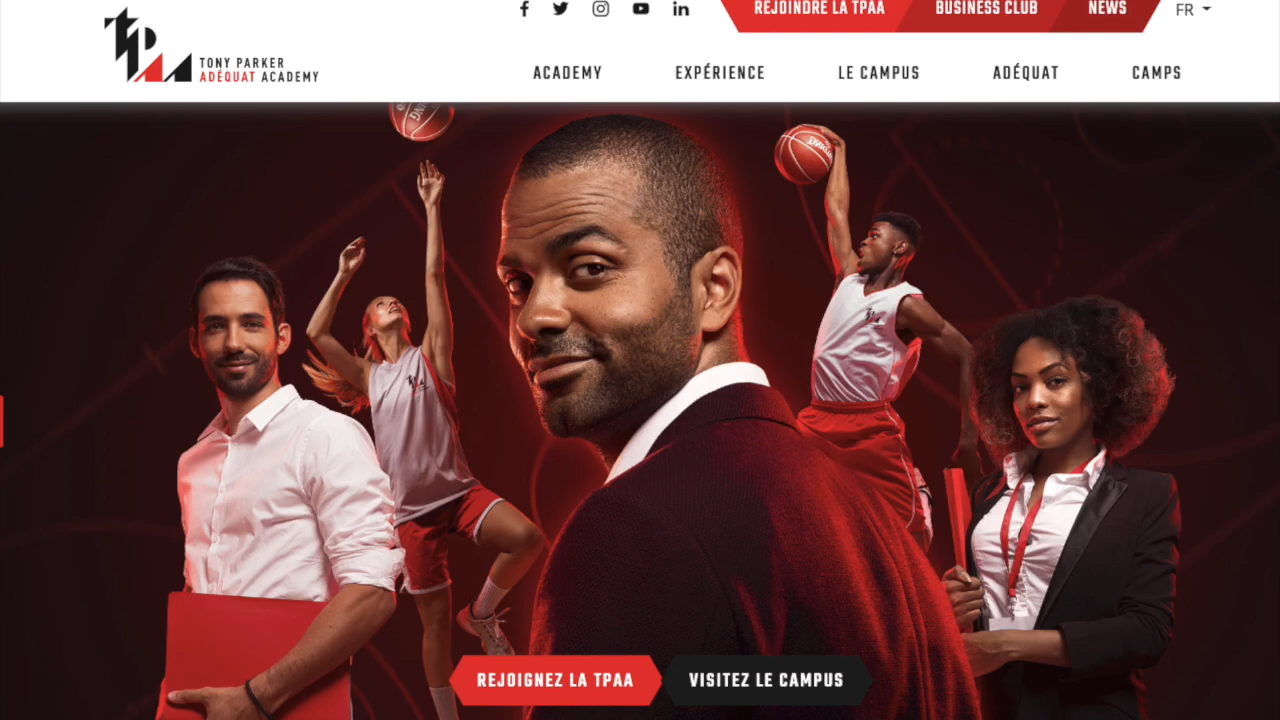 REJOINDRE LA TPAA
BUSINESS CLUB
NEWS
FR
TONY PARKER
ADÉQUAT ACADEMY
ACADEMY
EXPÉRIENCE
LE CAMPUS
ADÉQUAT
CAMPS
REJOIGNEZ LA TPAA
VISITEZ LE CAMPUS